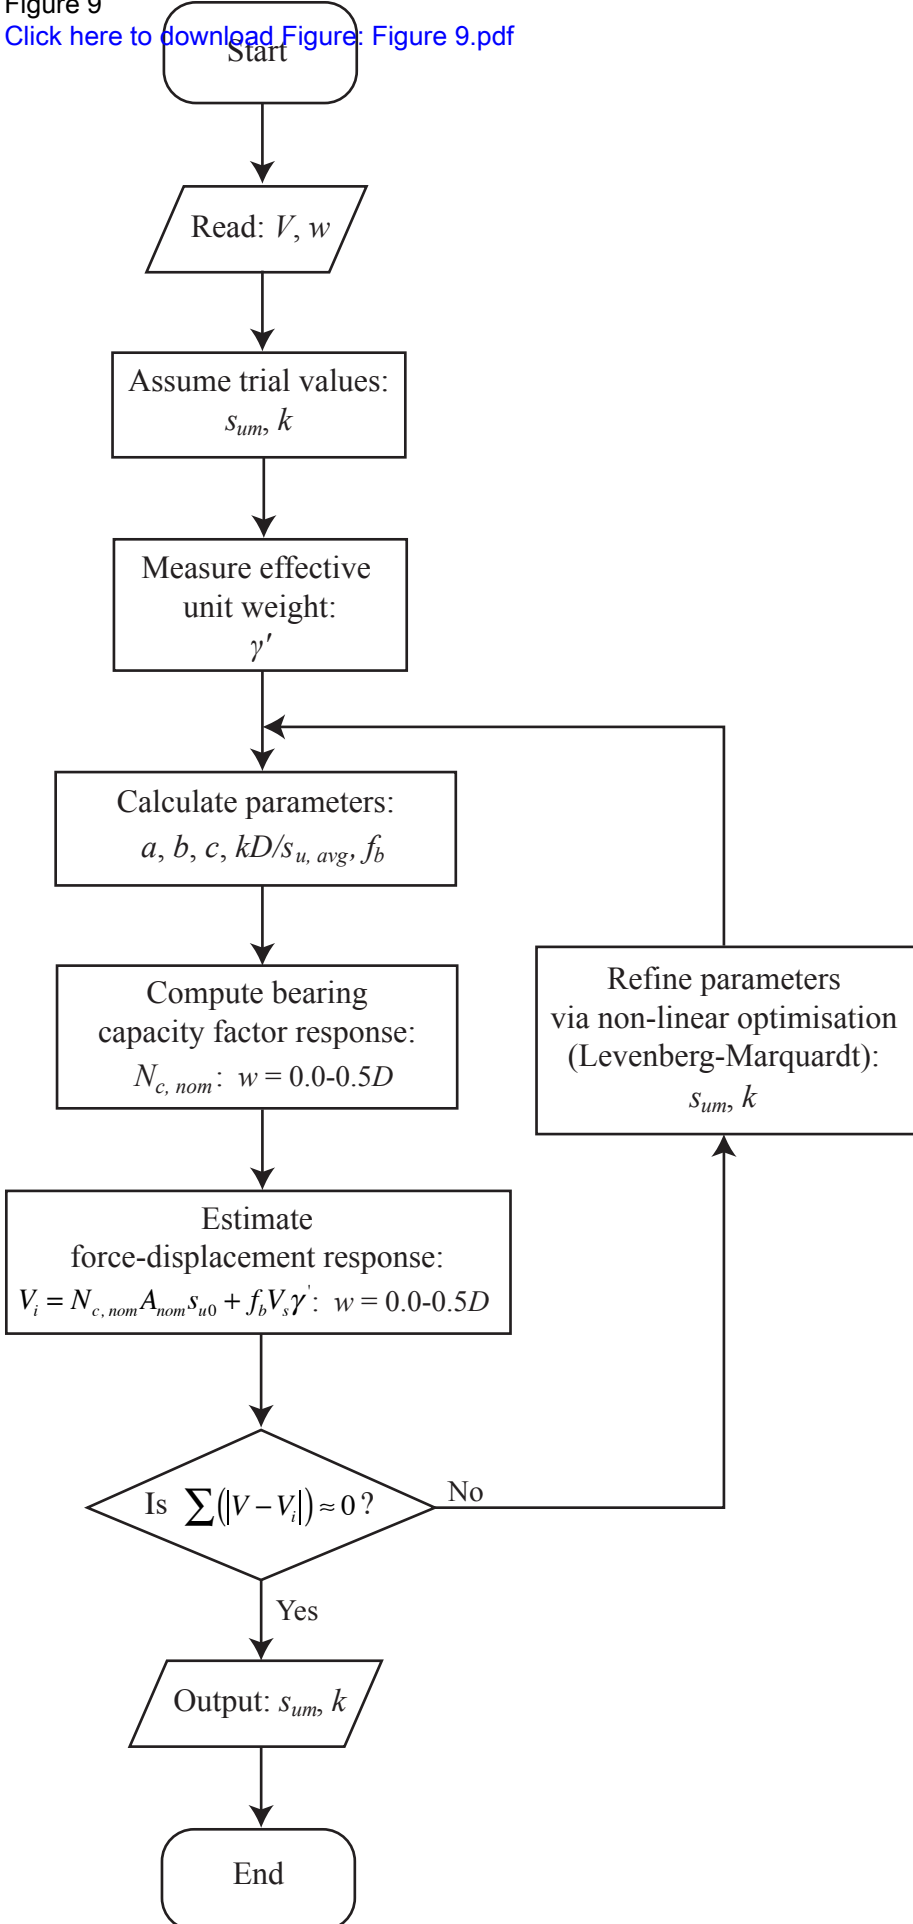 Figure 9
Click here to download Figure: Figure 9.pdf
Start
Read: V, w
Assume trial values:
s_um, k
Measure effective
unit weight:
γ′
Calculate parameters:
a, b, c, kD/s_u, avg, f_b
Compute bearing
capacity factor response:
N_c, nom: w = 0.0-0.5D
Estimate
force-displacement response:
V_i = N_c, nom A_nom s_u0 + f_b V_s γ′: w = 0.0-0.5D
Is ∑(|V − V_i|) ≈ 0 ?
No
Refine parameters
via non-linear optimisation
(Levenberg-Marquardt):
s_um, k
Yes
Output: s_um, k
End